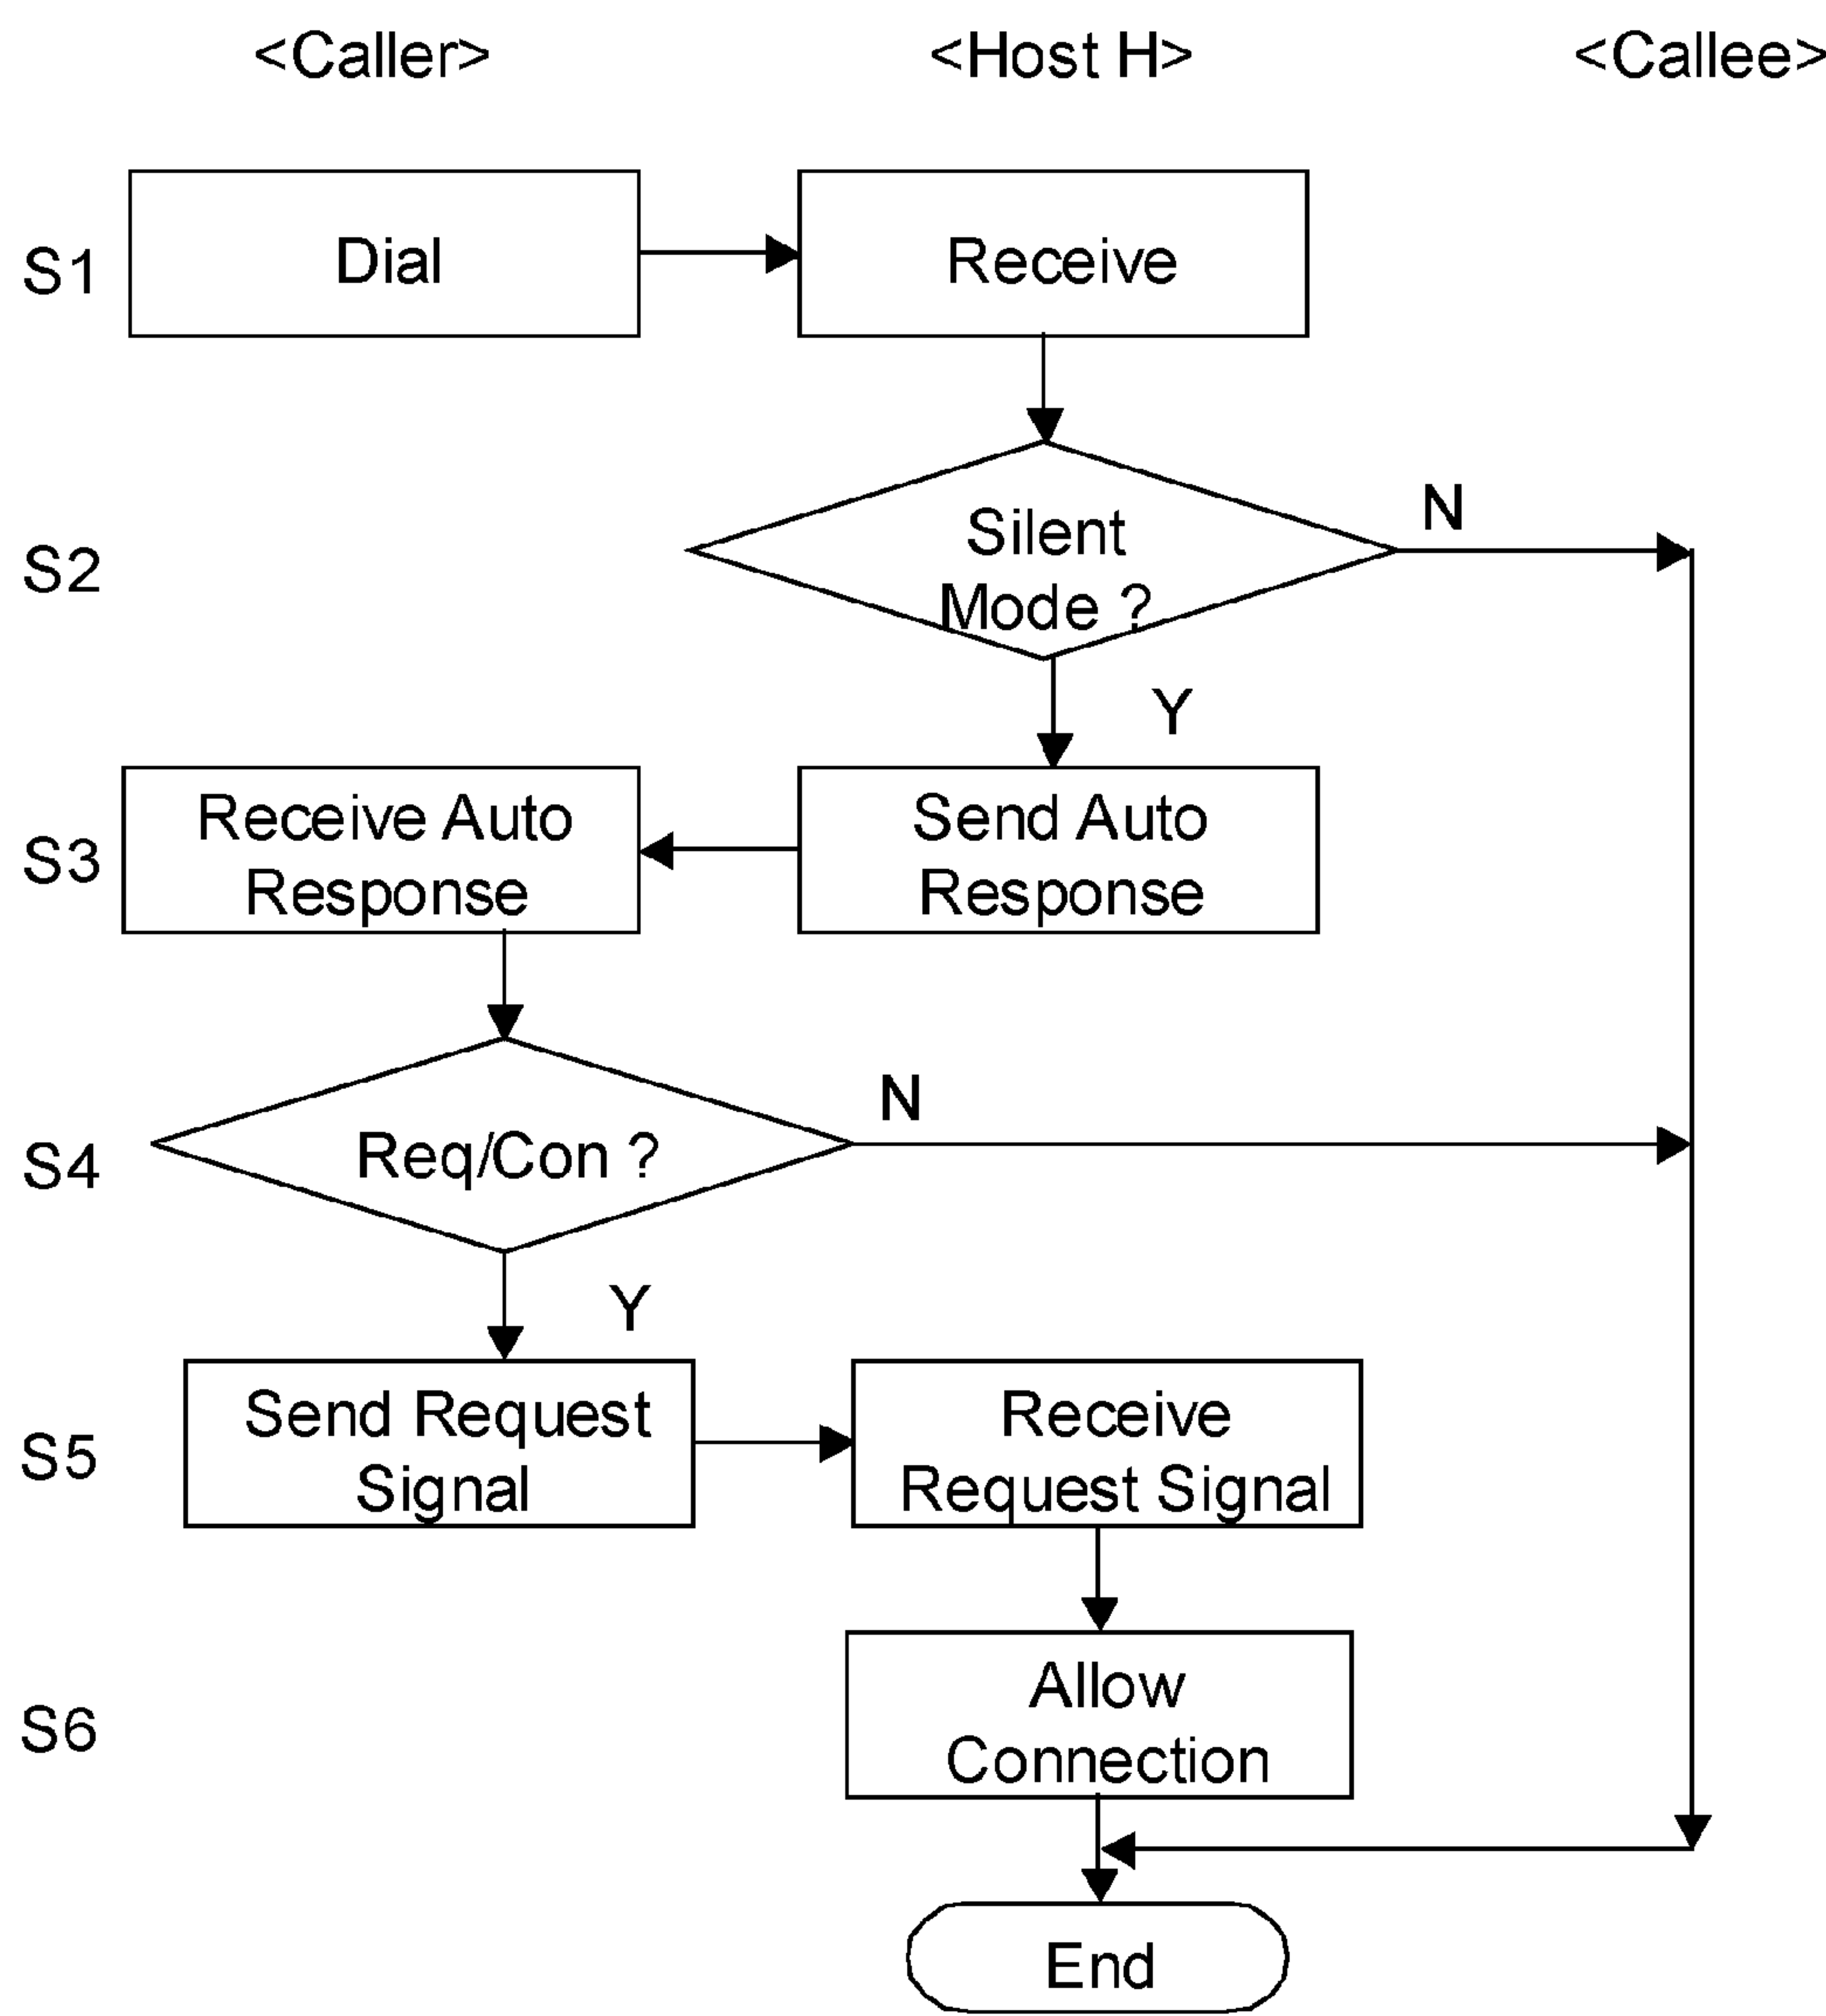 <Caller> <Host H> <Callee>
S1 Dial Receive
S2 Silent
Mode ?
N
Y
S3 Receive Auto
Response
Send Auto
Response
S4 Req/Con ?
N
Y
S5 Send Request
Signal
Receive
Request Signal
S6 Allow
Connection
End